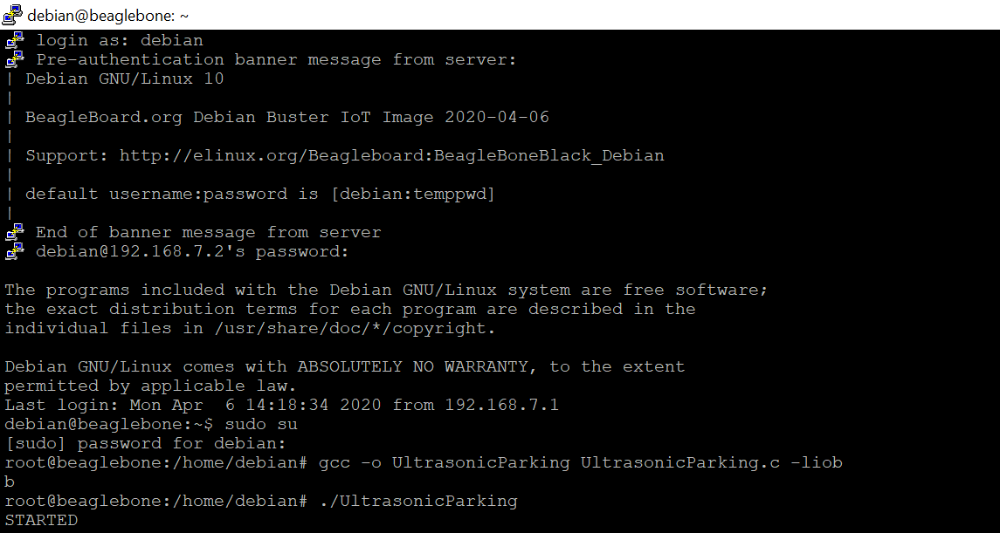 debian@beaglebone: ~
login as: debian
Pre-authentication banner message from server:
| Debian GNU/Linux 10
|
| BeagleBoard.org Debian Buster IoT Image 2020-04-06
|
| Support: http://elinux.org/Beagleboard:BeagleBoneBlack_Debian
|
| default username:password is [debian:temppwd]
|
End of banner message from server
debian@192.168.7.2's password:
The programs included with the Debian GNU/Linux system are free software;
the exact distribution terms for each program are described in the
individual files in /usr/share/doc/*/copyright.
Debian GNU/Linux comes with ABSOLUTELY NO WARRANTY, to the extent
permitted by applicable law.
Last login: Mon Apr  6 14:18:34 2020 from 192.168.7.1
debian@beaglebone:~$ sudo su
[sudo] password for debian:
root@beaglebone:/home/debian# gcc -o UltrasonicParking UltrasonicParking.c -liob
b
root@beaglebone:/home/debian# ./UltrasonicParking
STARTED